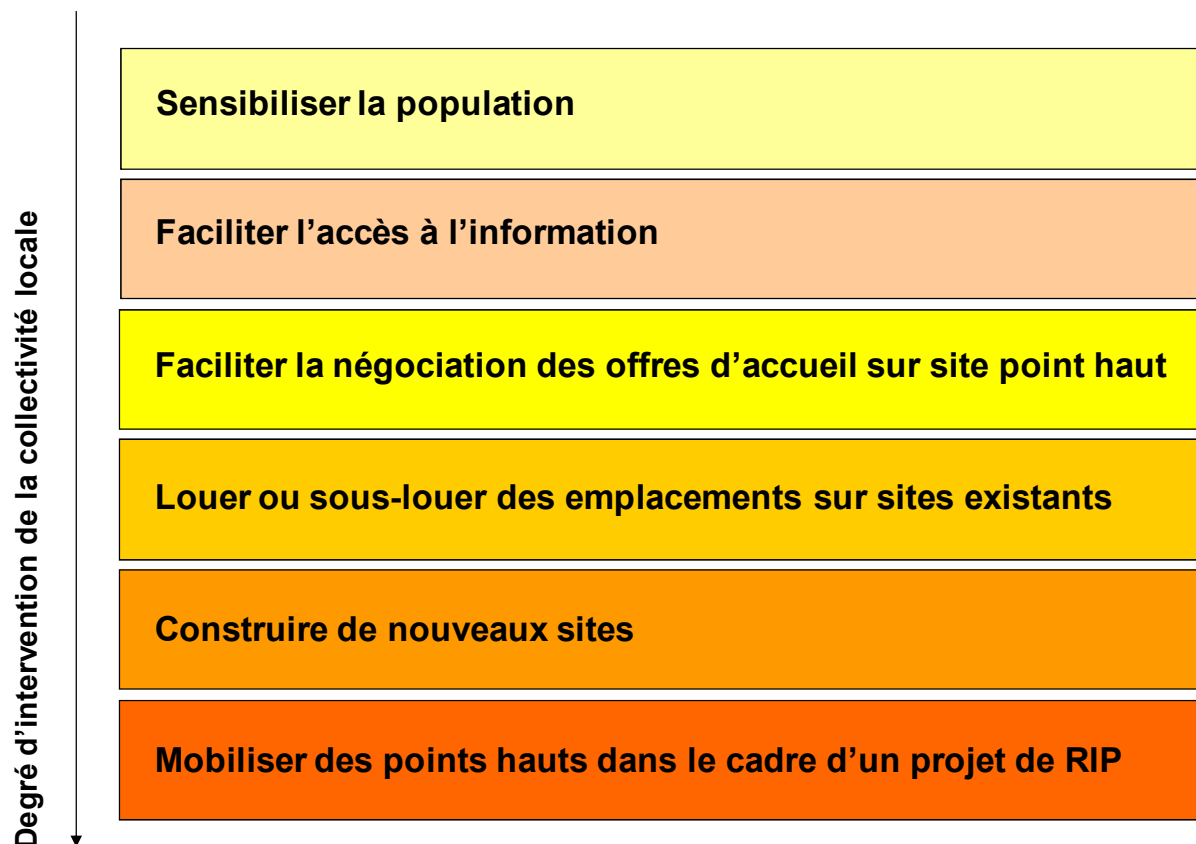 Degré d’intervention de la collectivité locale
Sensibiliser la population
Faciliter l’accès à l’information
Faciliter la négociation des offres d’accueil sur site point haut
Louer ou sous-louer des emplacements sur sites existants
Construire de nouveaux sites
Mobiliser des points hauts dans le cadre d’un projet de RIP